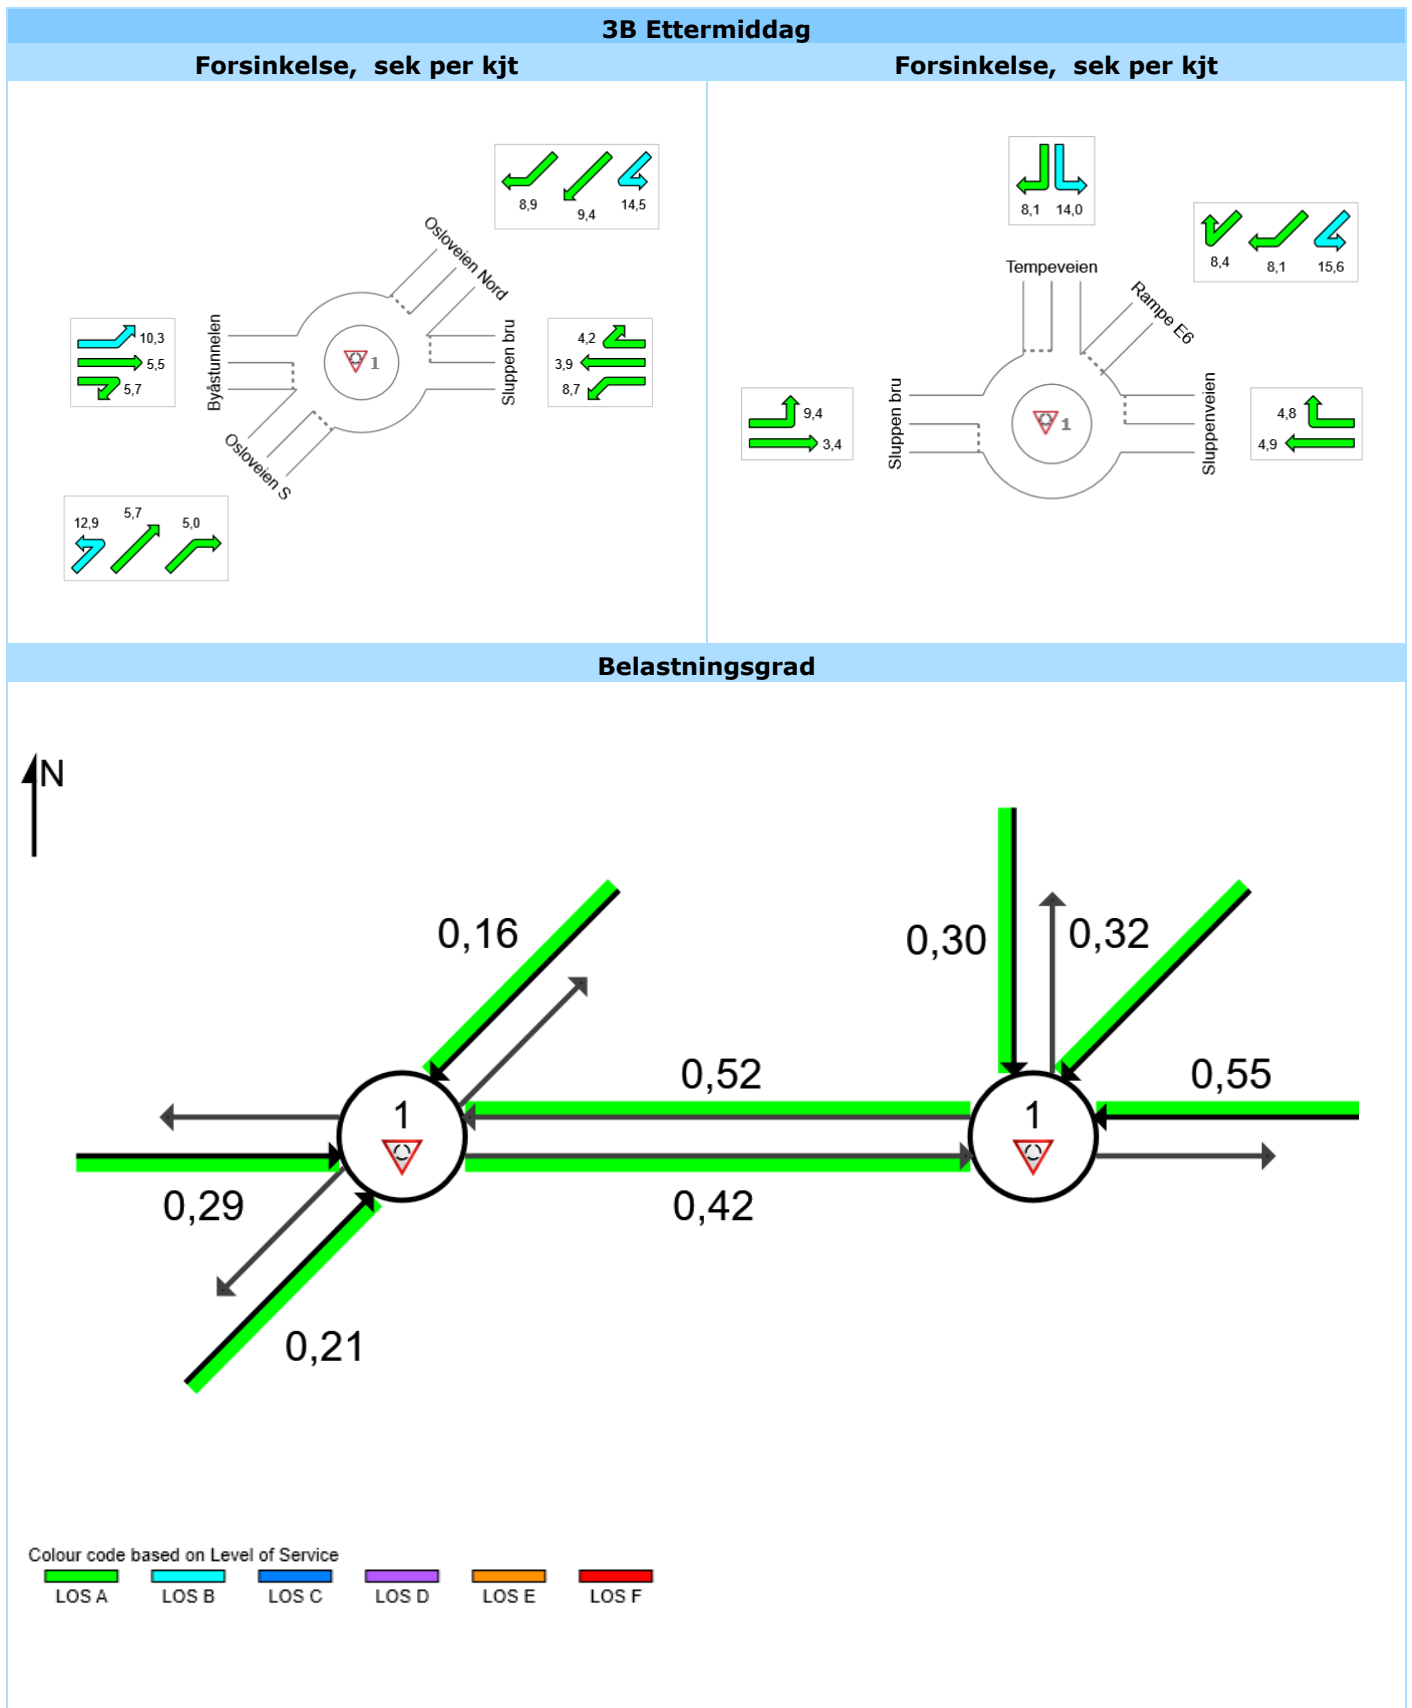 3B Ettermiddag
Forsinkelse, sek per kjt
Forsinkelse, sek per kjt
8,9 9,4 14,5
Osloveien Nord
10,3
5,5
5,7
Byåstunnelen
1
Sluppen bru
4,2
3,9
8,7
Osloveien S
12,9 5,7 5,0
8,1 14,0
Tempeveien
8,4 8,1 15,6
Rampe E6
9,4
3,4
Sluppen bru
1
Sluppenveien
4,8
4,9
Belastningsgrad
N
0,16
0,30
0,32
0,52
0,55
1
1
0,29
0,42
0,21
Colour code based on Level of Service
LOS A LOS B LOS C LOS D LOS E LOS F